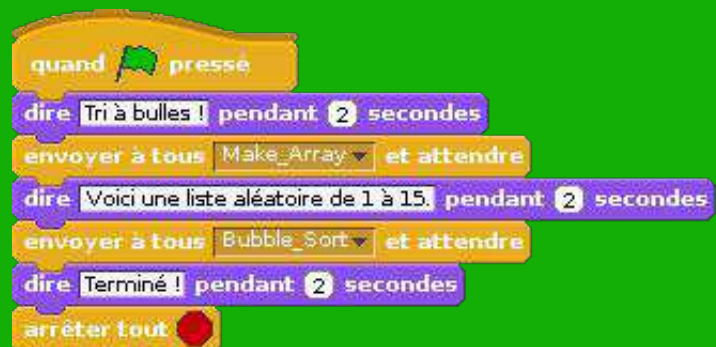 quand pressé
dire Tri à bulles ! pendant 2 secondes
envoyer à tous Make_Array et attendre
dire Voici une liste aléatoire de 1 à 15. pendant 2 secondes
envoyer à tous Bubble_Sort et attendre
dire Terminé ! pendant 2 secondes
arrêter tout